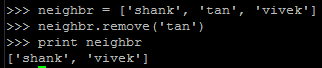 >>> neighbr = ['shank', 'tan', 'vivek']
>>> neighbr.remove('tan')
>>> print neighbr
['shank', 'vivek']